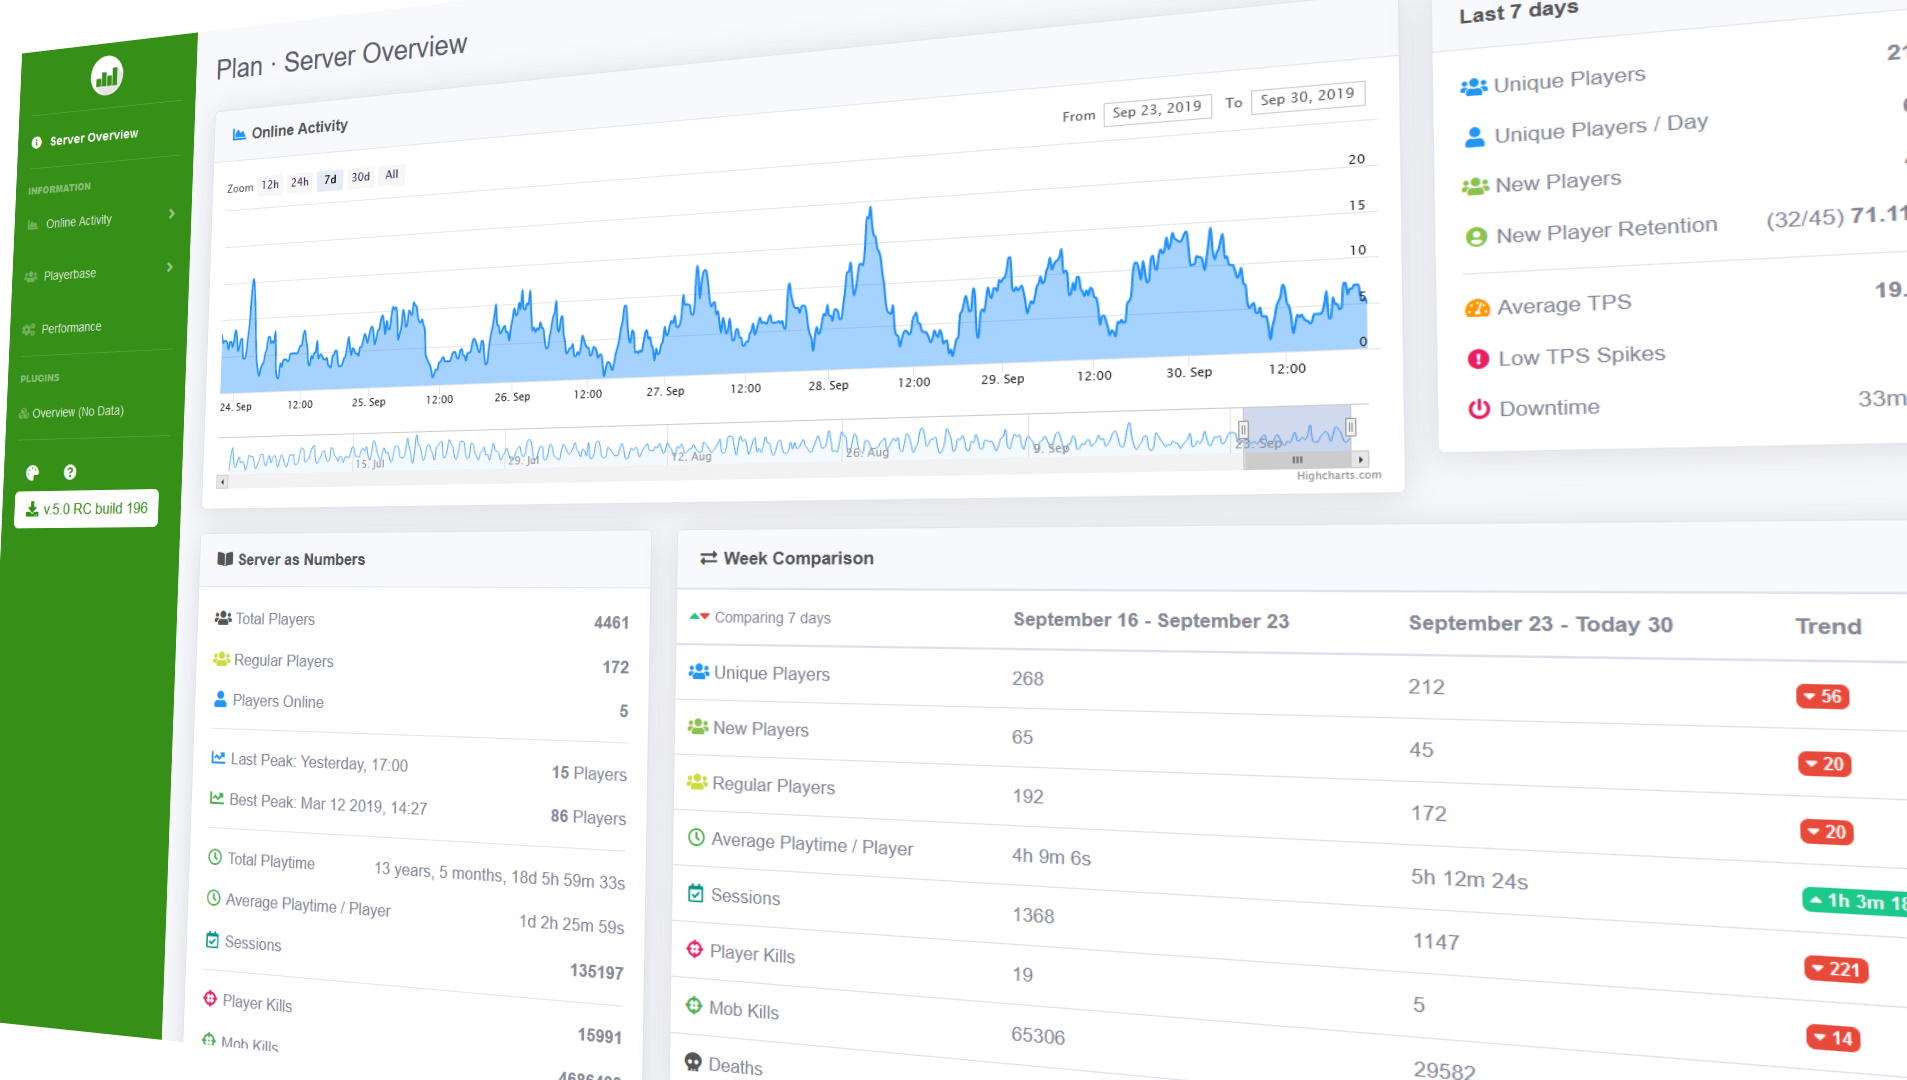 Server Overview
INFORMATION
Online Activity
Playerbase
Performance
PLUGINS
Overview (No Data)
v.5.0 RC build 196
Plan · Server Overview
Online Activity
From Sep 23, 2019 To Sep 30, 2019
Zoom 12h 24h 7d 30d All
20
15
10
5
0
24. Sep 12:00 25. Sep 12:00 26. Sep 12:00 27. Sep 12:00 28. Sep 12:00 29. Sep 12:00 30. Sep 12:00
15. Jul 29. Jul 12. Aug 26. Aug 9. Sep 23. Sep
Highcharts.com
Last 7 days
Unique Players 21
Unique Players / Day
New Players
New Player Retention (32/45) 71.11
Average TPS 19.
Low TPS Spikes
Downtime 33m
Server as Numbers
Total Players 4461
Regular Players 172
Players Online 5
Last Peak: Yesterday, 17:00 15 Players
Best Peak: Mar 12 2019, 14:27 86 Players
Total Playtime 13 years, 5 months, 18d 5h 59m 33s
Average Playtime / Player 1d 2h 25m 59s
Sessions 135197
Player Kills 15991
Mob Kills
Week Comparison
Comparing 7 days September 16 - September 23 September 23 - Today 30 Trend
Unique Players 268 212 56
New Players 65 45 20
Regular Players 192 172 20
Average Playtime / Player 4h 9m 6s 5h 12m 24s 1h 3m 18
Sessions 1368 1147 221
Player Kills 19 5 14
Mob Kills 65306 29582
Deaths